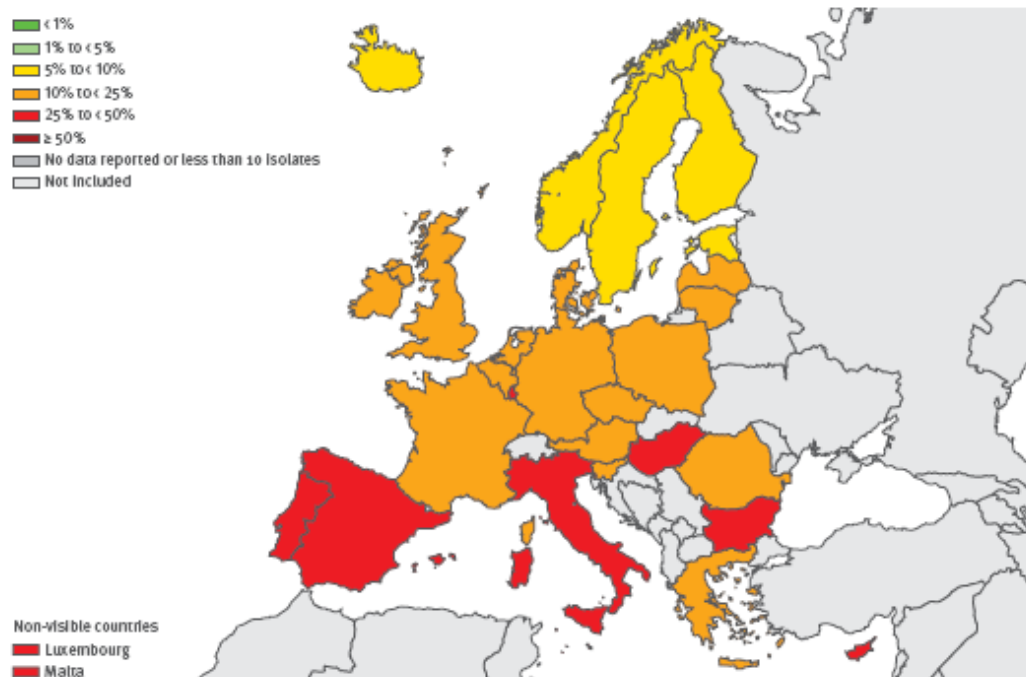 < 1%
1% to < 5%
5% to < 10%
10% to < 25%
25% to < 50%
≥ 50%
No data reported or less than 10 isolates
Not included
Non-visible countries
Luxembourg
Malta